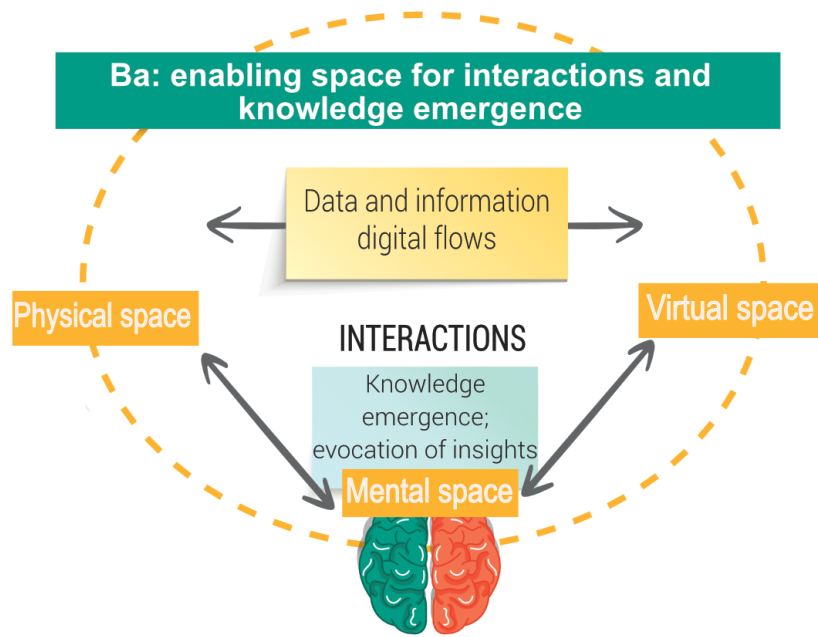 Ba: enabling space for interactions and
knowledge emergence
Data and information
digital flows
Physical space
Virtual space
INTERACTIONS
Knowledge
emergence;
evocation of insights
Mental space